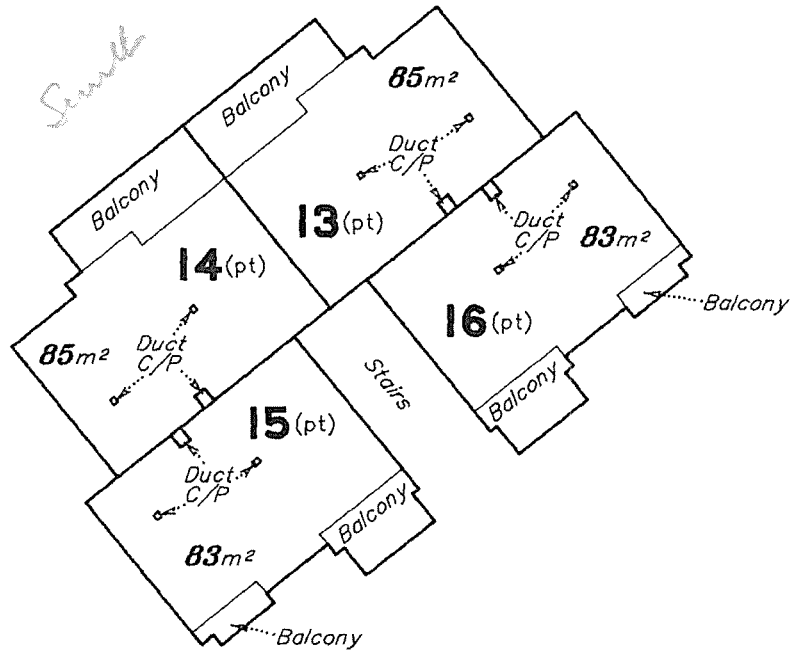 85m²
Balcony
Duct
C/P
Balcony
13(pt)
Duct
C/P
83m²
14(pt)
Balcony
16(pt)
85m²
Duct
C/P
Stairs
Balcony
15(pt)
Duct
C/P
Balcony
83m²
Balcony